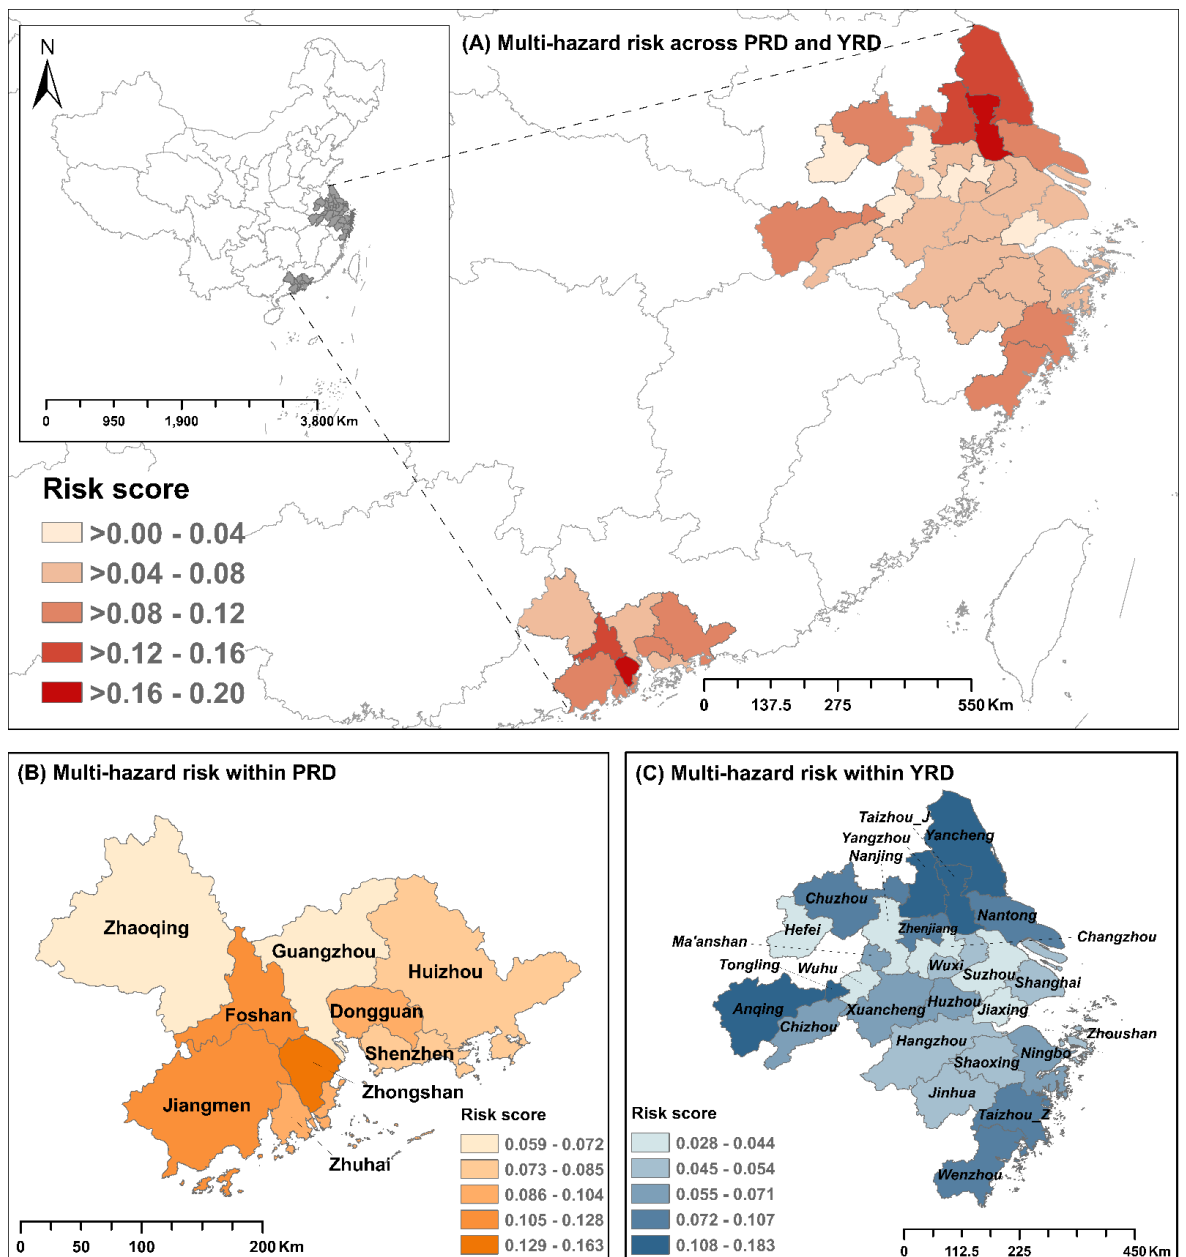 (A) Multi-hazard risk across PRD and YRD
N
0 950 1,900 3,800 Km
Risk score
>0.00 - 0.04
>0.04 - 0.08
>0.08 - 0.12
>0.12 - 0.16
>0.16 - 0.20
0 137.5 275 550 Km
(B) Multi-hazard risk within PRD
Zhaoqing
Guangzhou
Huizhou
Foshan
Dongguan
Shenzhen
Zhongshan
Jiangmen
Zhuhai
Risk score
0.059 - 0.072
0.073 - 0.085
0.086 - 0.104
0.105 - 0.128
0.129 - 0.163
0 50 100 200 Km
(C) Multi-hazard risk within YRD
Taizhou_J
Yangzhou
Yancheng
Nanjing
Chuzhou
Nantong
Hefei
Zhenjiang
Ma'anshan
Changzhou
Tongling
Wuhu
Wuxi
Suzhou
Shanghai
Anqing
Xuancheng
Huzhou
Jiaxing
Chizhou
Zhoushan
Hangzhou
Shaoxing
Ningbo
Jinhua
Taizhou_Z
Wenzhou
Risk score
0.028 - 0.044
0.045 - 0.054
0.055 - 0.071
0.072 - 0.107
0.108 - 0.183
0 112.5 225 450 Km